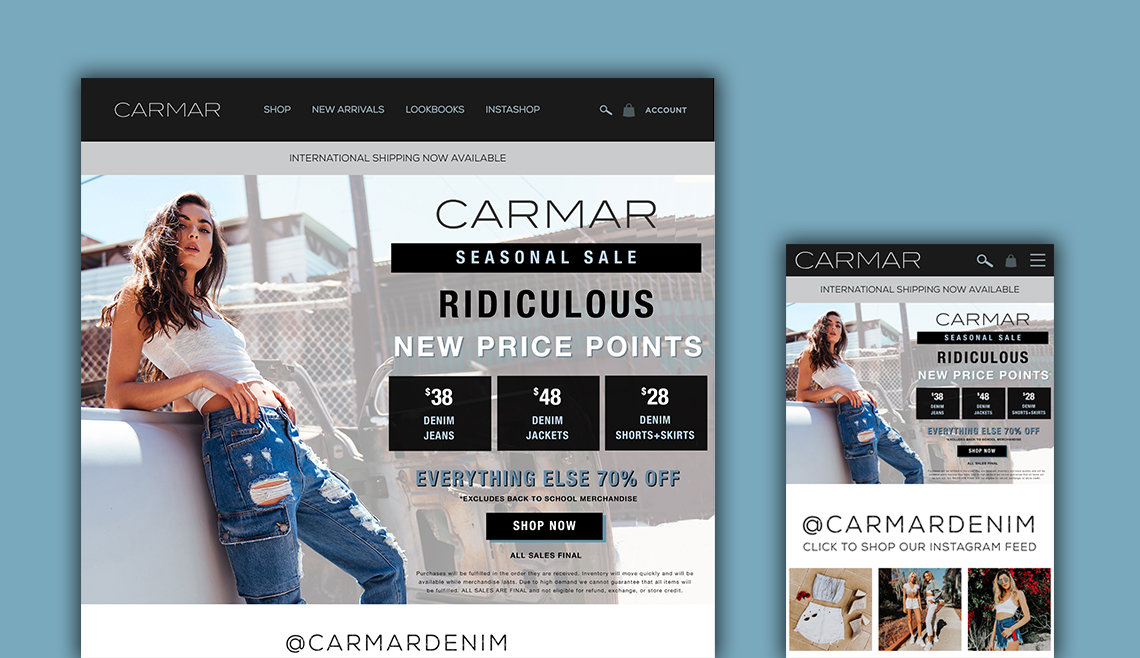 CARMAR
SHOP NEW ARRIVALS LOOKBOOKS INSTASHOP ACCOUNT
INTERNATIONAL SHIPPING NOW AVAILABLE
CARMAR
SEASONAL SALE
RIDICULOUS
NEW PRICE POINTS
$38 $48 $28
DENIM DENIM DENIM
JEANS JACKETS SHORTS+SKIRTS
EVERYTHING ELSE 70% OFF
*EXCLUDES BACK TO SCHOOL MERCHANDISE
SHOP NOW
ALL SALES FINAL
Purchases will be fulfilled in the order they are received. Inventory will move quickly and will be
available while merchandise lasts. Due to high demand we cannot guarantee that all items will
be fulfilled. ALL SALES ARE FINAL and not eligible for refund, exchange, or store credit.
@CARMARDENIM
CARMAR
INTERNATIONAL SHIPPING NOW AVAILABLE
CARMAR
SEASONAL SALE
RIDICULOUS
NEW PRICE POINTS
$38 $48 $28
DENIM DENIM DENIM
JEANS JACKETS SHORTS+SKIRTS
EVERYTHING ELSE 70% OFF
*EXCLUDES BACK TO SCHOOL MERCHANDISE
SHOP NOW
ALL SALES FINAL
@CARMARDENIM
CLICK TO SHOP OUR INSTAGRAM FEED